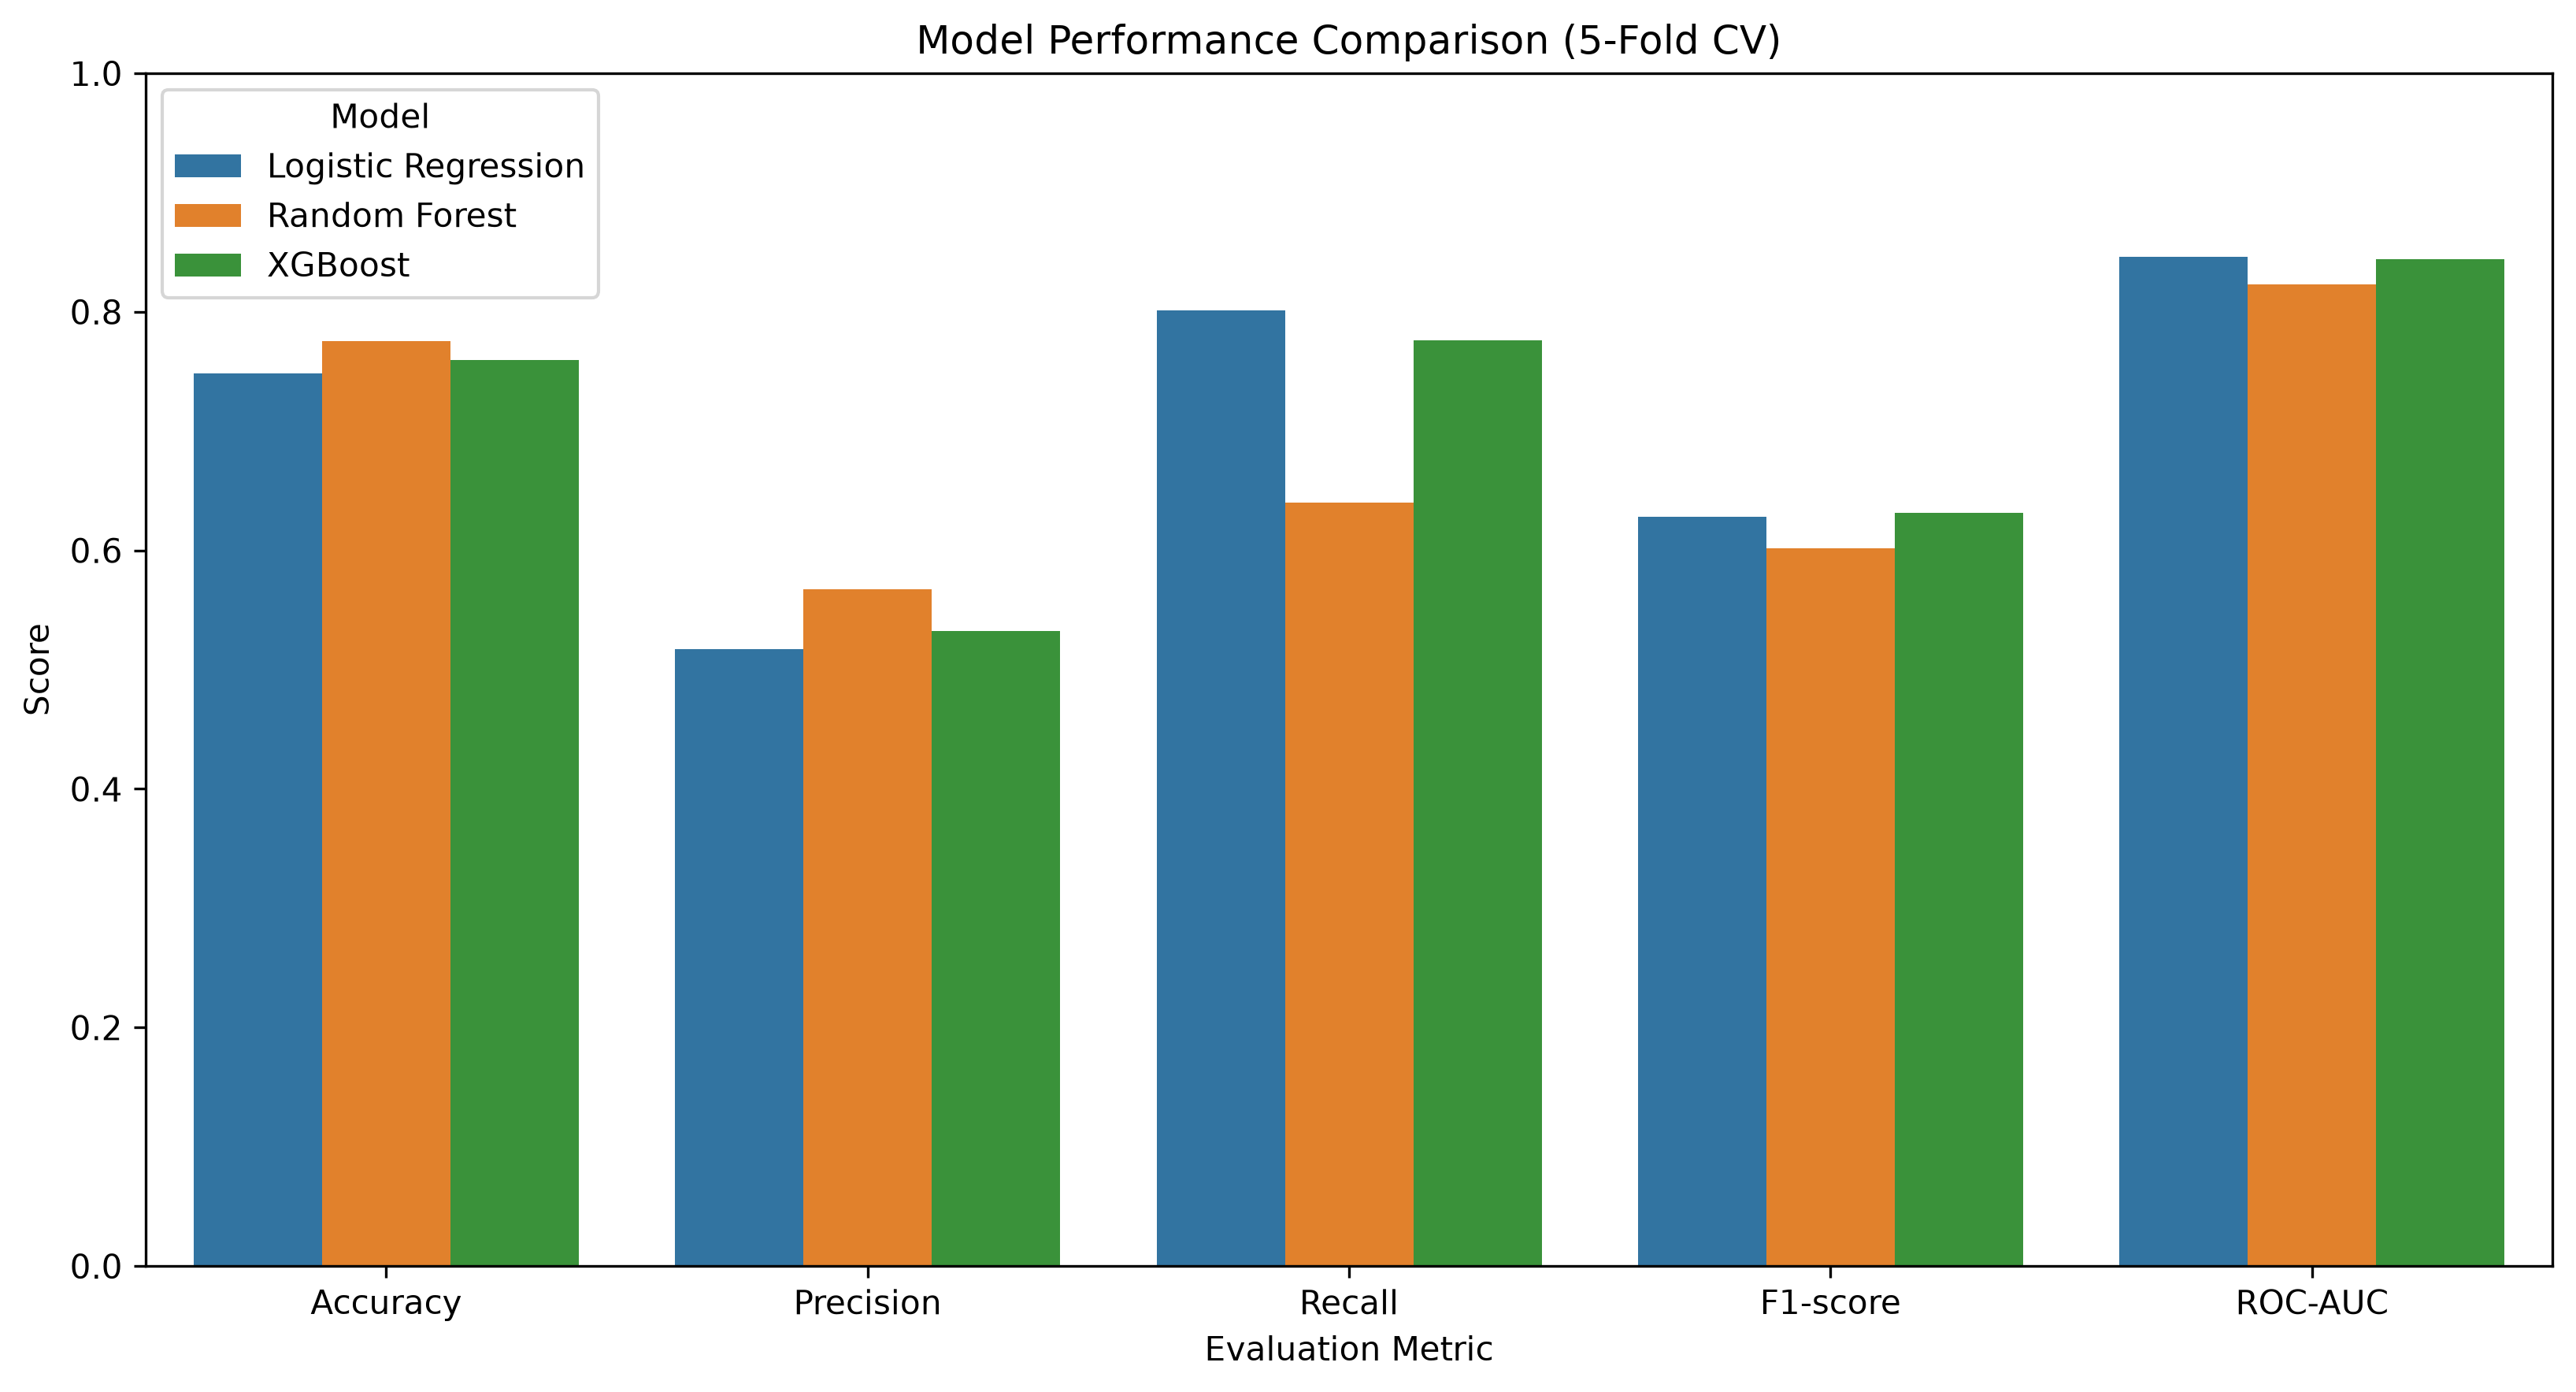 Model Performance Comparison (5-Fold CV)
Model
Logistic Regression
Random Forest
XGBoost
Score
1.0
0.8
0.6
0.4
0.2
0.0
Accuracy
Precision
Recall
F1-score
ROC-AUC
Evaluation Metric